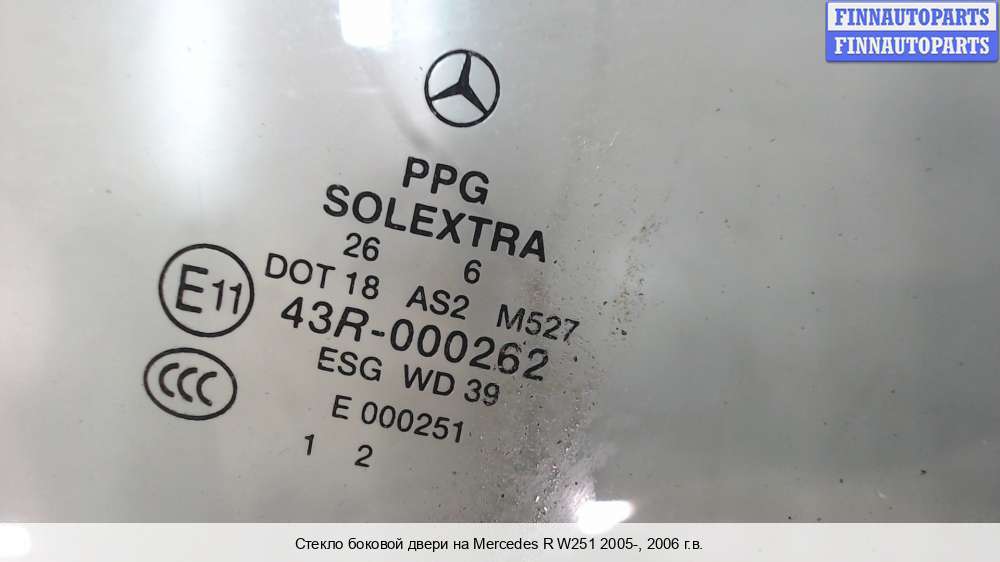 FINNAUTOPARTS
FINNAUTOPARTS
PPG
SOLEXTRA
26 6
DOT 18 AS2 M527
E11
43R-000262
CCC
ESG WD 39
E 000251
1 2
Стекло боковой двери на Mercedes R W251 2005-, 2006 г.в.